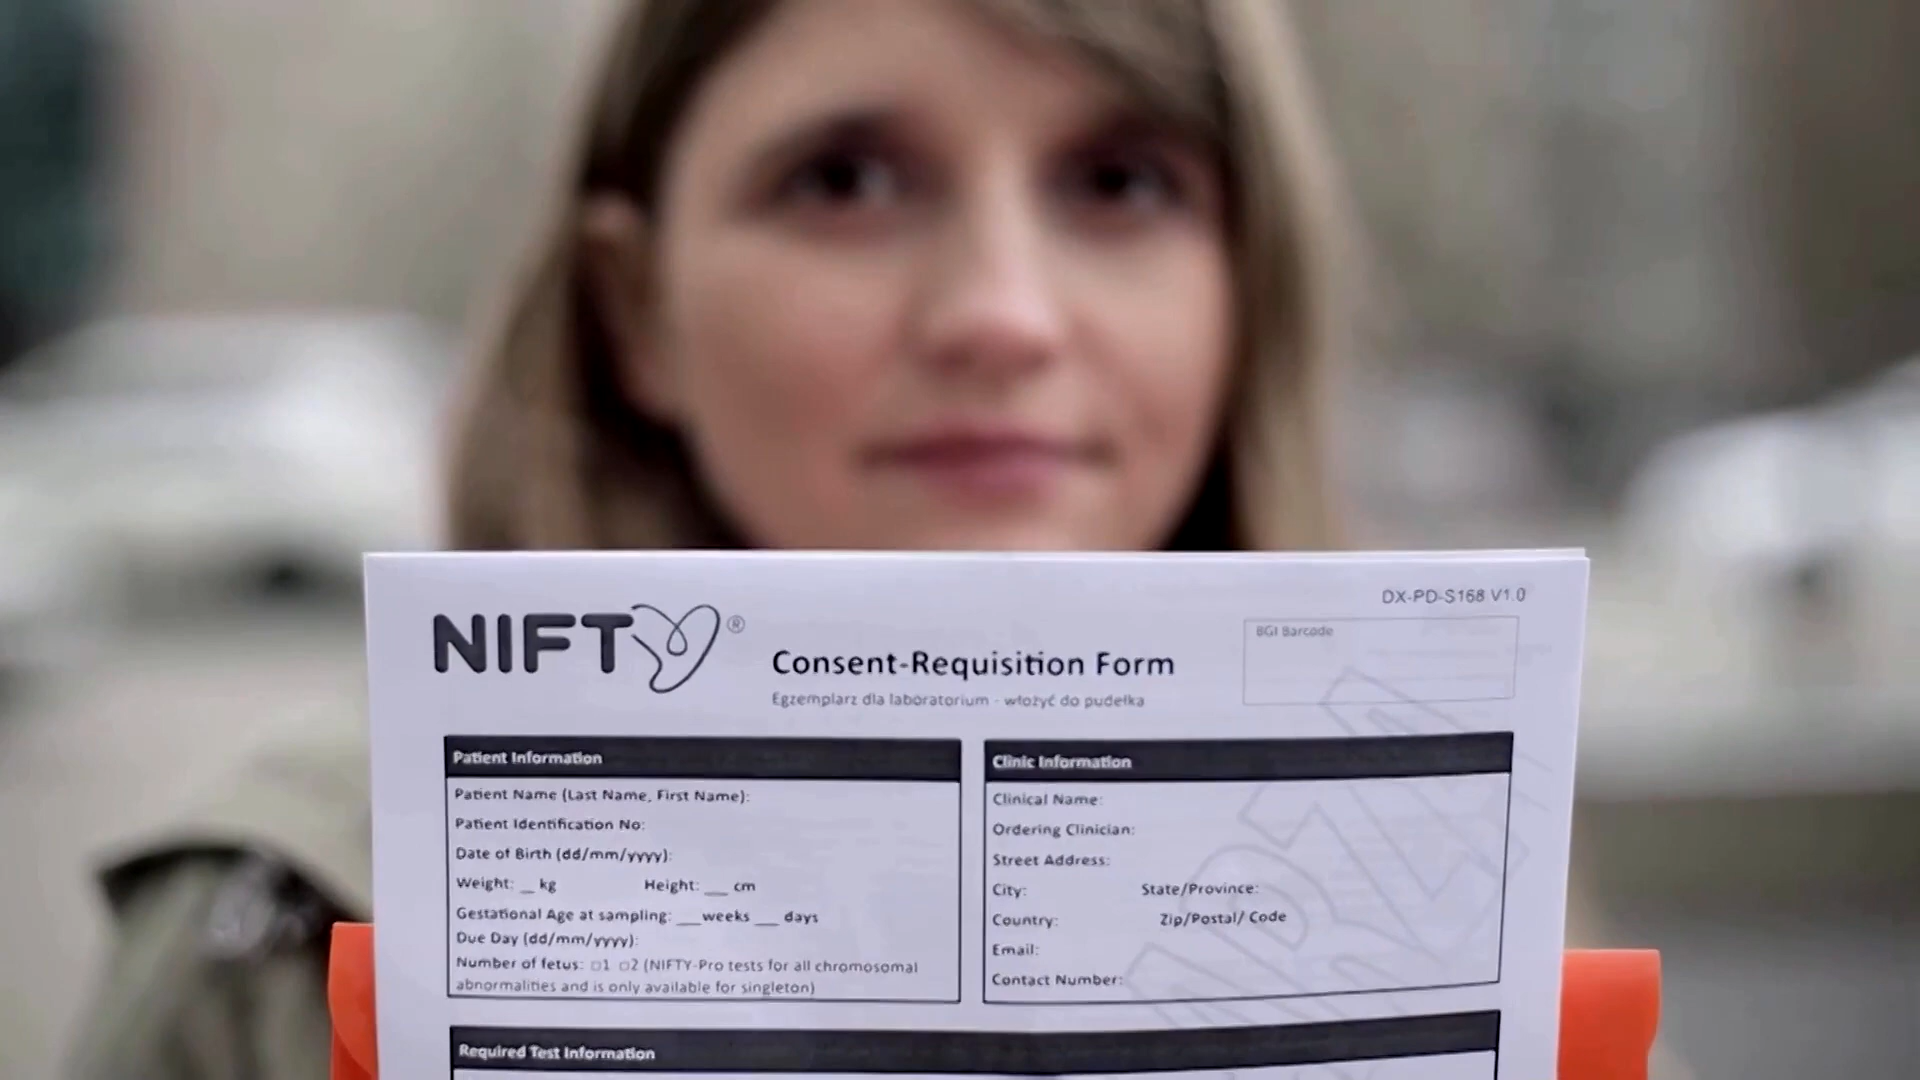 DX-PD-S168 V1.0
NIFTY®
Consent-Requisition Form
Egzemplarz dla laboratorium - włożyć do pudełka
BGI Barcode
Patient Information
Patient Name (Last Name, First Name):
Patient Identification No:
Date of Birth (dd/mm/yyyy):
Weight: __ kg Height: ___ cm
Gestational Age at sampling: ___weeks ___ days
Due Day (dd/mm/yyyy):
Number of fetus: □1 □2 (NIFTY-Pro tests for all chromosomal
abnormalities and is only available for singleton)
Clinic Information
Clinical Name:
Ordering Clinician:
Street Address:
City: State/Province:
Country: Zip/Postal/ Code
Email:
Contact Number:
Required Test Information